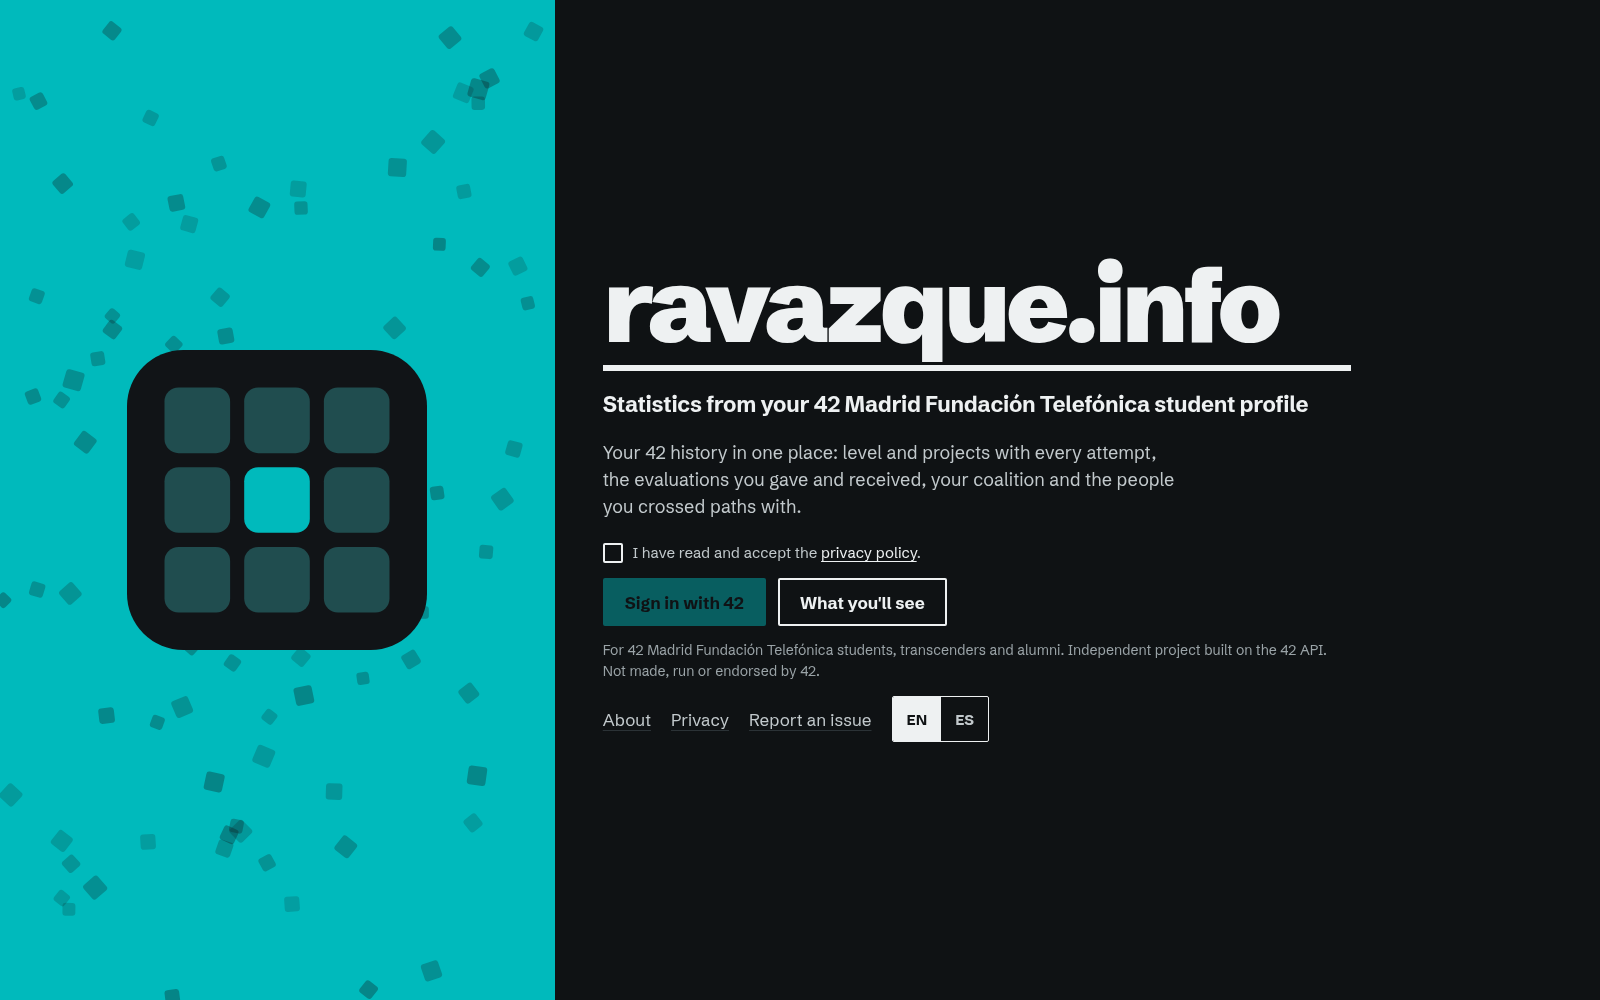 ravazque.info
Statistics from your 42 Madrid Fundación Telefónica student profile
Your 42 history in one place: level and projects with every attempt,
the evaluations you gave and received, your coalition and the people
you crossed paths with.
I have read and accept the privacy policy.
Sign in with 42
What you'll see
For 42 Madrid Fundación Telefónica students, transcenders and alumni. Independent project built on the 42 API.
Not made, run or endorsed by 42.
About Privacy Report an issue EN ES